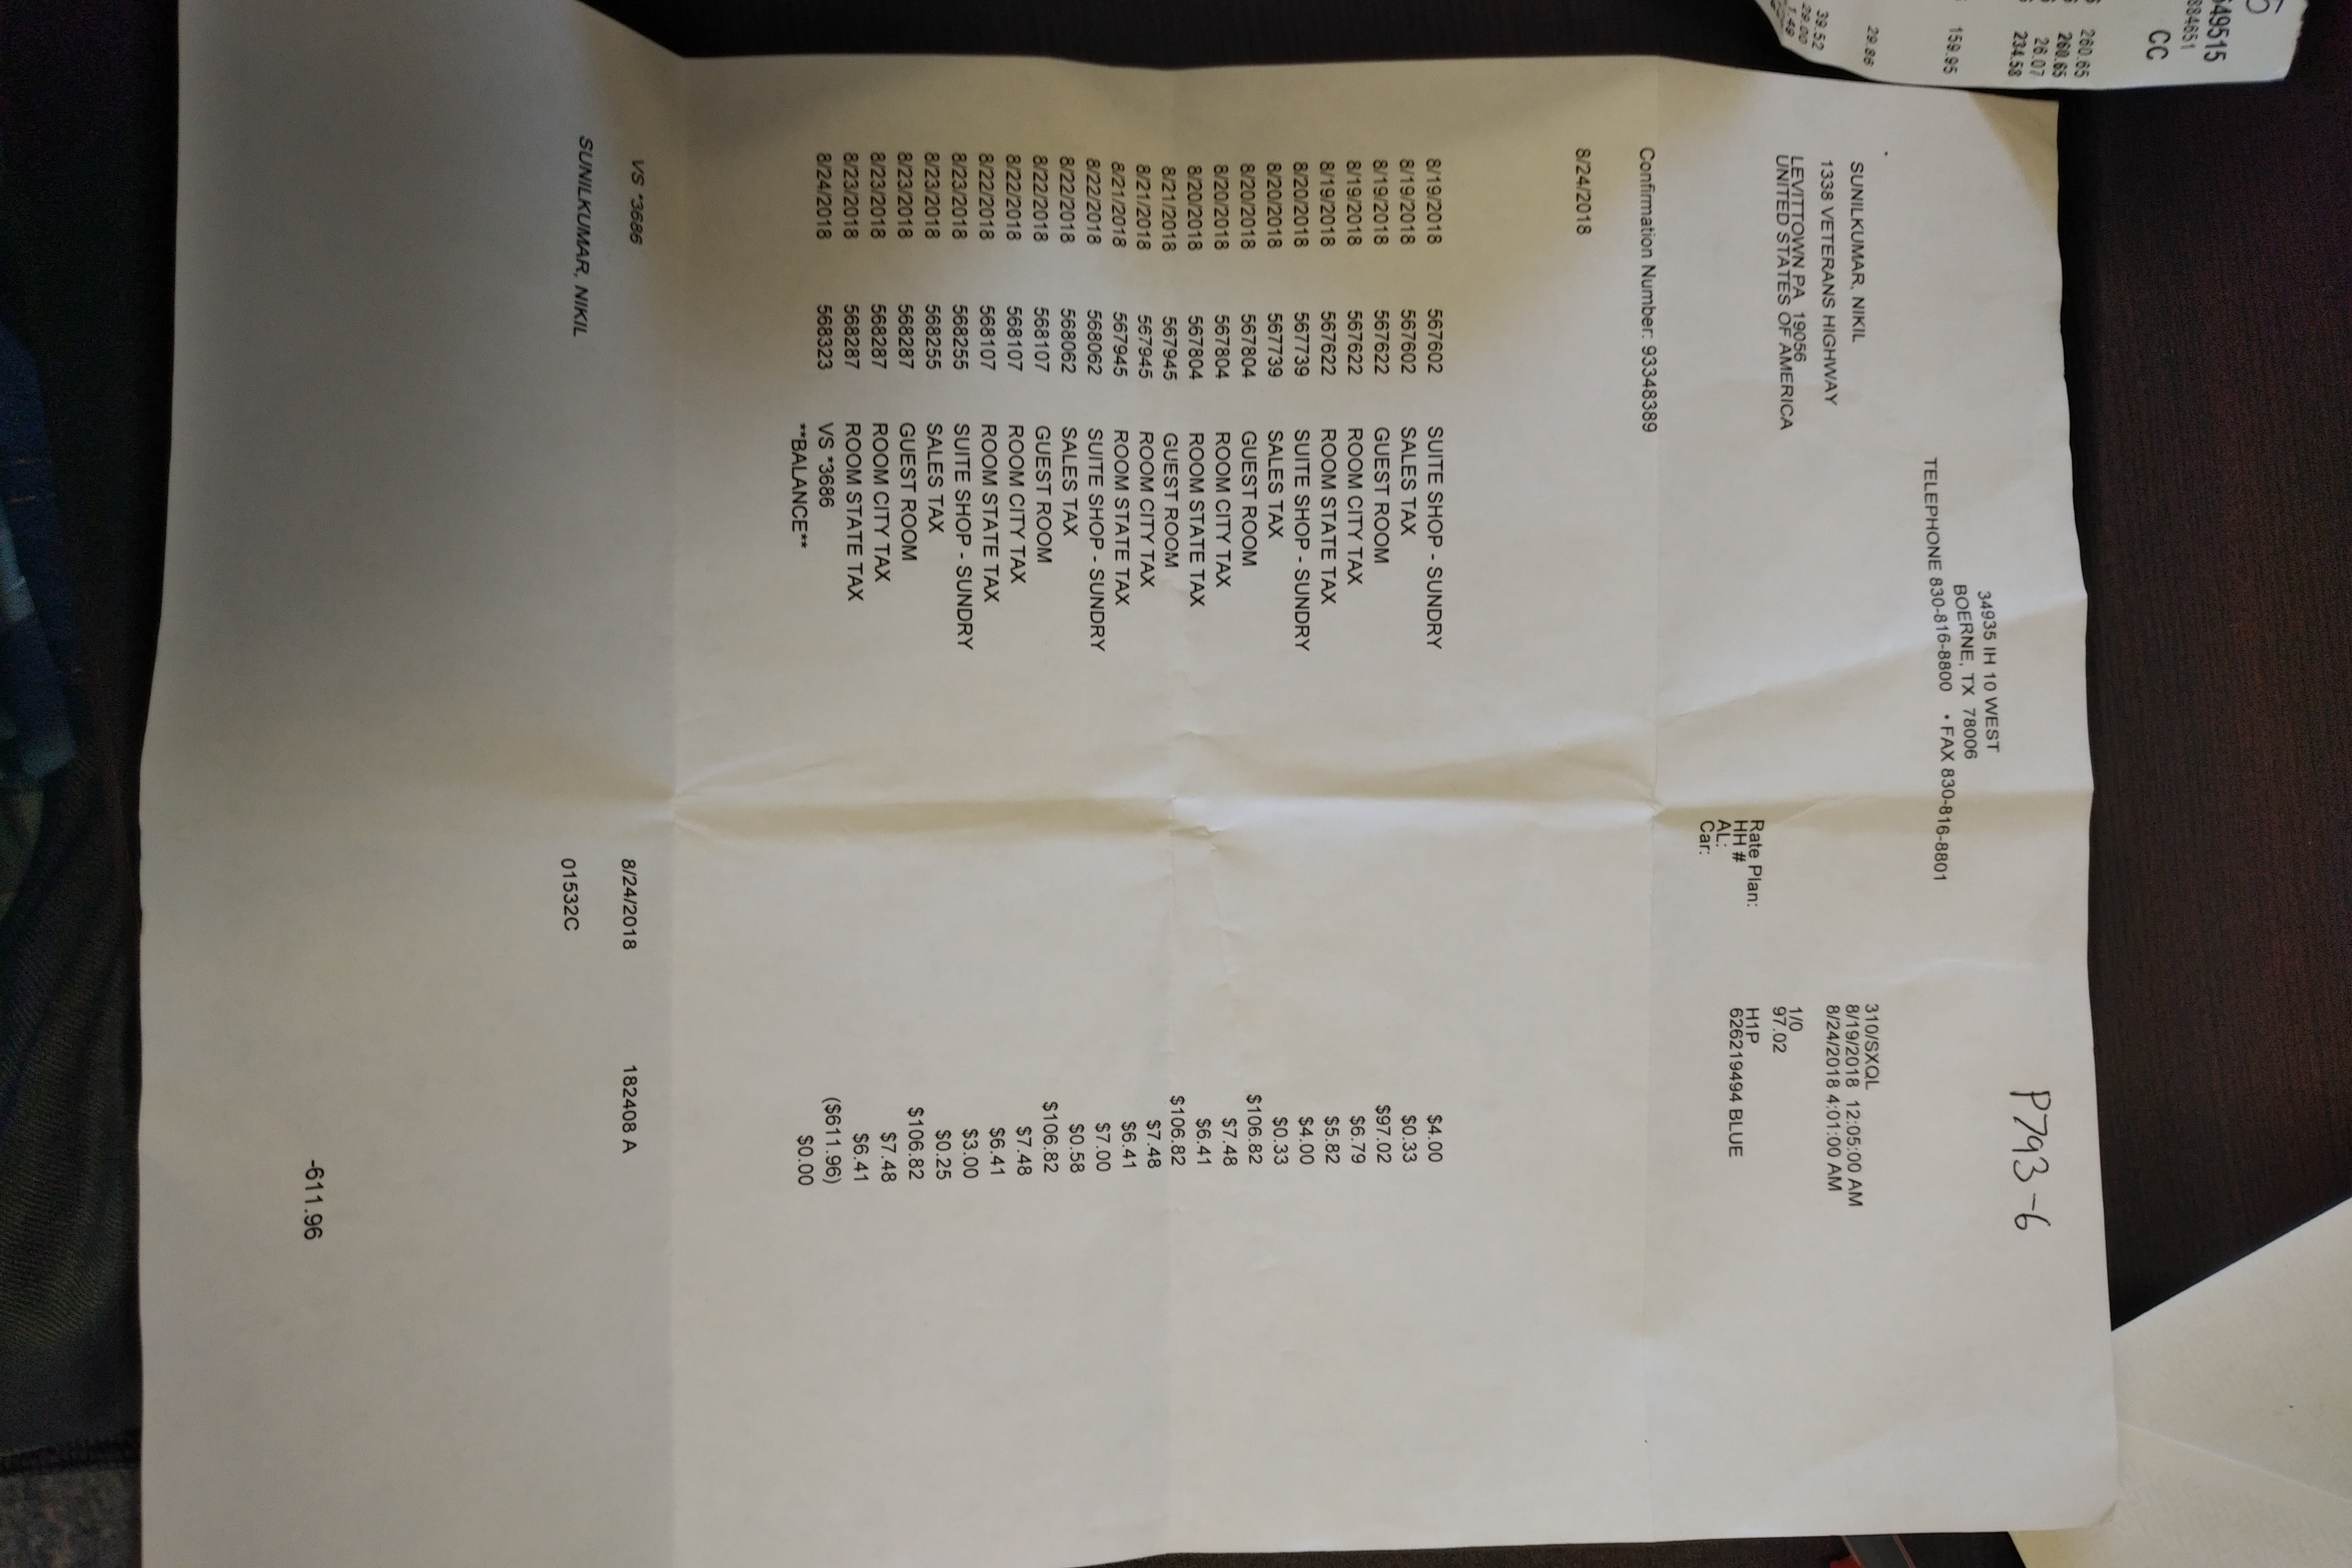 P793-6
34935 IH 10 WEST
BOERNE, TX 78006
TELEPHONE 830-816-8800 • FAX 830-816-8801
SUNILKUMAR, NIKIL
1338 VETERANS HIGHWAY
LEVITTOWN PA 19056
UNITED STATES OF AMERICA
310/SXQL
8/19/2018 12:05:00 AM
8/24/2018 4:01:00 AM
1/0
97.02
Rate Plan: H1P
HH # 626219494 BLUE
AL:
Car:
Confirmation Number: 93348389
8/24/2018
8/19/2018 567602 SUITE SHOP - SUNDRY $4.00
8/19/2018 567602 SALES TAX $0.33
8/19/2018 567622 GUEST ROOM $97.02
8/19/2018 567622 ROOM CITY TAX $6.79
8/19/2018 567622 ROOM STATE TAX $5.82
8/20/2018 567739 SUITE SHOP - SUNDRY $4.00
8/20/2018 567739 SALES TAX $0.33
8/20/2018 567804 GUEST ROOM $106.82
8/20/2018 567804 ROOM CITY TAX $7.48
8/20/2018 567804 ROOM STATE TAX $6.41
8/21/2018 567945 GUEST ROOM $106.82
8/21/2018 567945 ROOM CITY TAX $7.48
8/21/2018 567945 ROOM STATE TAX $6.41
8/22/2018 568062 SUITE SHOP - SUNDRY $7.00
8/22/2018 568062 SALES TAX $0.58
8/22/2018 568107 GUEST ROOM $106.82
8/22/2018 568107 ROOM CITY TAX $7.48
8/22/2018 568107 ROOM STATE TAX $6.41
8/23/2018 568255 SUITE SHOP - SUNDRY $3.00
8/23/2018 568255 SALES TAX $0.25
8/23/2018 568287 GUEST ROOM $106.82
8/23/2018 568287 ROOM CITY TAX $7.48
8/23/2018 568287 ROOM STATE TAX $6.41
8/24/2018 568323 VS *3686 ($611.96)
**BALANCE** $0.00
VS *3686 8/24/2018 182408 A
SUNILKUMAR, NIKIL 01532C
-611.96
CC
260.65
260.65
26.07
234.58
159.95
29.86
39.52
29.00